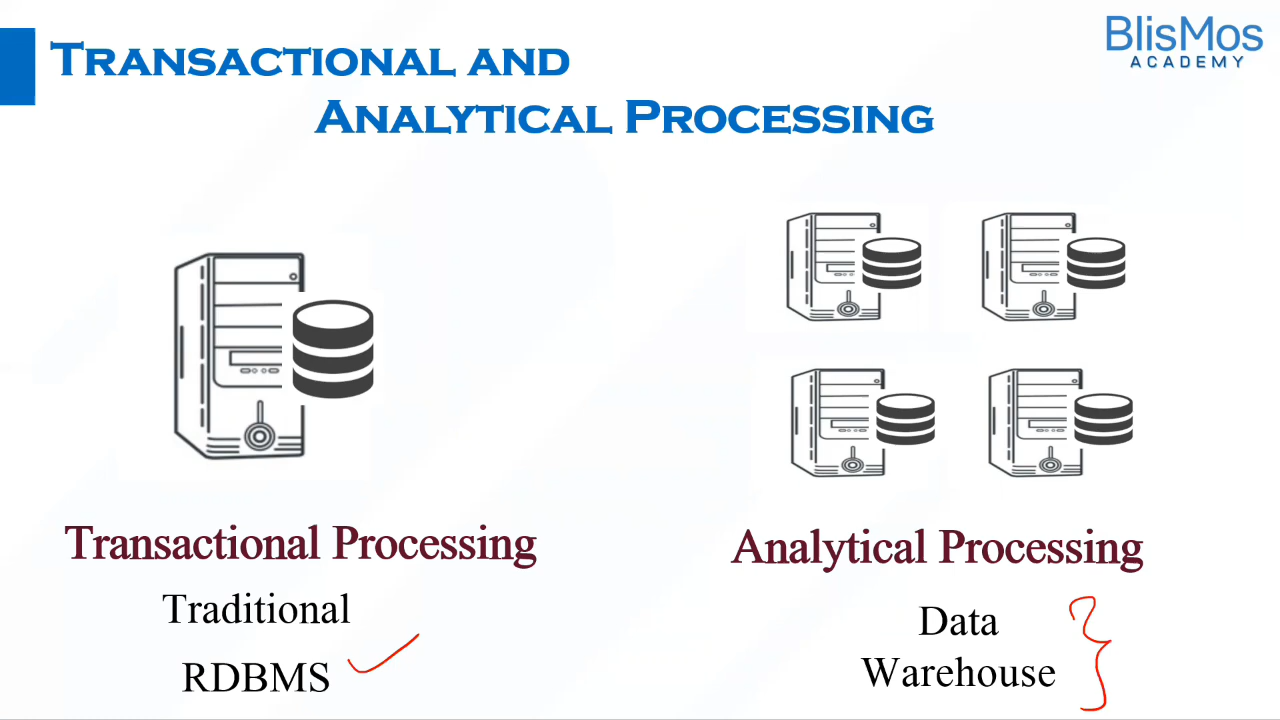 TRANSACTIONAL AND
ANALYTICAL PROCESSING
BlisMos
ACADEMY
Transactional Processing
Traditional
RDBMS
Analytical Processing
Data
Warehouse